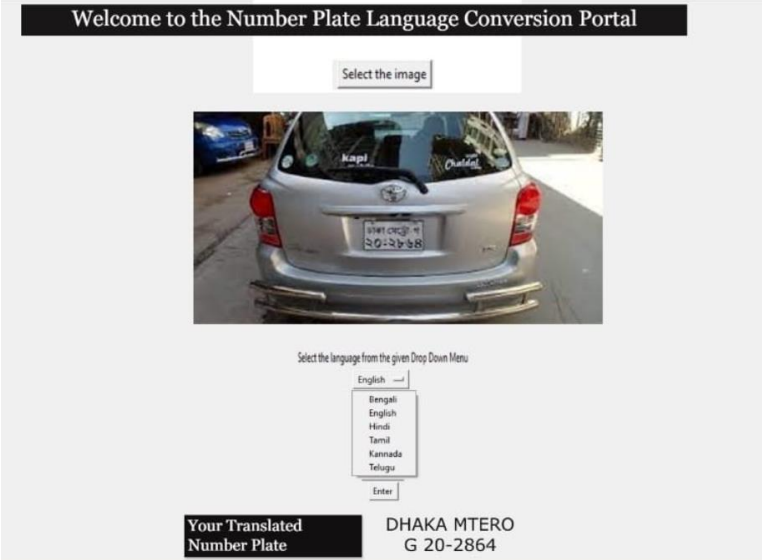 Welcome to the Number Plate Language Conversion Portal
Select the image
kapi
Chaldal
ঢাকা মেট্রো গ
২০-২৮৬৪
Select the language from the given Drop Down Menu
English
Bengali
English
Hindi
Tamil
Kannada
Telugu
Enter
Your Translated
Number Plate
DHAKA MTERO
G 20-2864